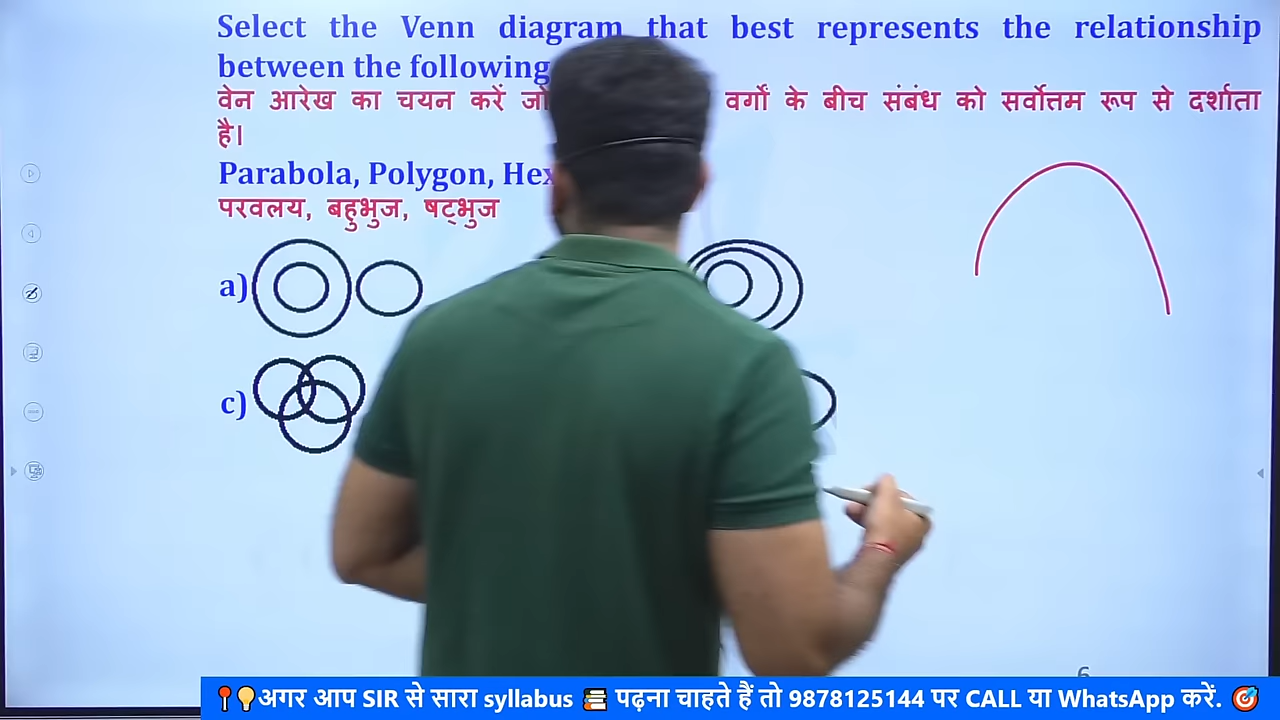 Select the Venn diagram that best represents the relationship
between the following
वेन आरेख का चयन करें जो वर्गों के बीच संबंध को सर्वोत्तम रूप से दर्शाता
है।
Parabola, Polygon, Hex
परवलय, बहुभुज, षट्भुज
a)
c)
6
📍💡अगर आप SIR से सारा syllabus 📚 पढ़ना चाहते हैं तो 9878125144 पर CALL या WhatsApp करें. 🎯